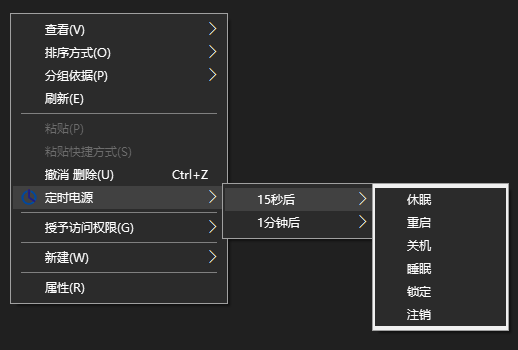 查看(V)
排序方式(O)
分组依据(P)
刷新(E)
粘贴(P)
粘贴快捷方式(S)
撤消 删除(U) Ctrl+Z
定时电源
授予访问权限(G)
新建(W)
属性(R)
15秒后
1分钟后
休眠
重启
关机
睡眠
锁定
注销